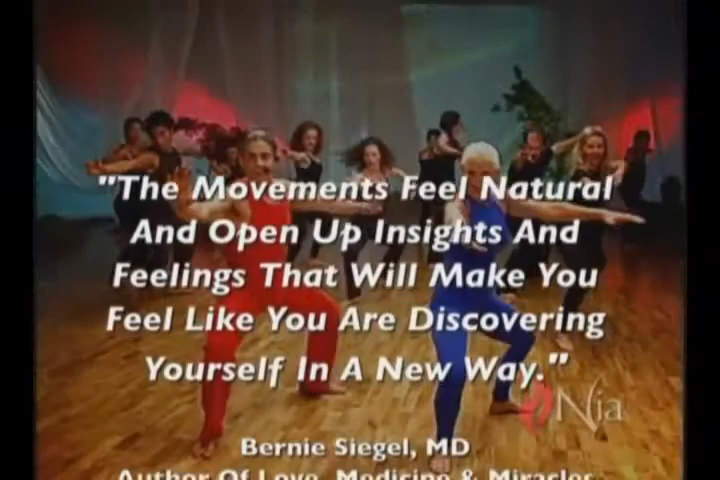 "The Movements Feel Natural
And Open Up Insights And
Feelings That Will Make You
Feel Like You Are Discovering
Yourself In A New Way."
Nia
Bernie Siegel, MD
Author Of Love, Medicine & Miracles